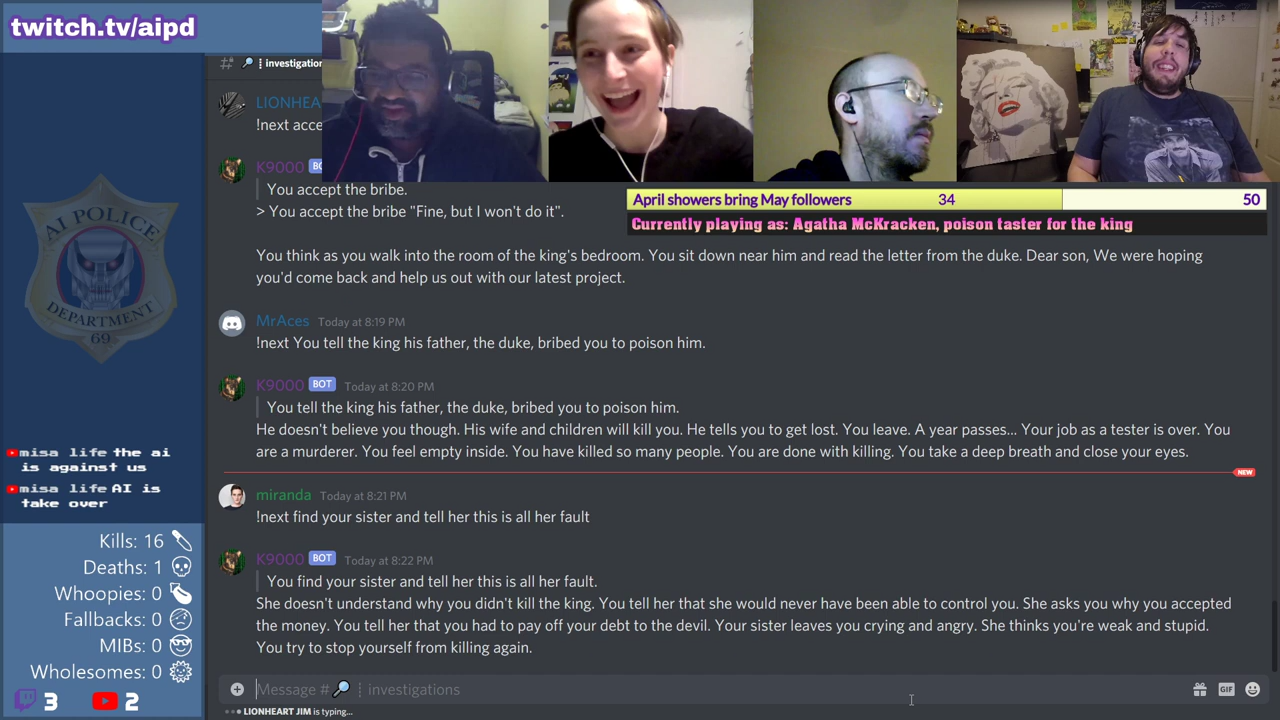 twitch.tv/aipd
# 🔎 ⋮ investigation
LIONHEA
!next acce
K9000 BO
You accept the bribe.
> You accept the bribe "Fine, but I won't do it".
April showers bring May followers 34 50
Currently playing as: Agatha McKracken, poison taster for the king
You think as you walk into the room of the king's bedroom. You sit down near him and read the letter from the duke. Dear son, We were hoping
you'd come back and help us out with our latest project.
AI POLICE
DEPARTMENT
69
MrAces Today at 8:19 PM
!next You tell the king his father, the duke, bribed you to poison him.
K9000 BOT Today at 8:20 PM
You tell the king his father, the duke, bribed you to poison him.
He doesn't believe you though. His wife and children will kill you. He tells you to get lost. You leave. A year passes... Your job as a tester is over. You
are a murderer. You feel empty inside. You have killed so many people. You are done with killing. You take a deep breath and close your eyes.
NEW
miranda Today at 8:21 PM
!next find your sister and tell her this is all her fault
K9000 BOT Today at 8:22 PM
You find your sister and tell her this is all her fault.
She doesn't understand why you didn't kill the king. You tell her that she would never have been able to control you. She asks you why you accepted
the money. You tell her that you had to pay off your debt to the devil. Your sister leaves you crying and angry. She thinks you're weak and stupid.
You try to stop yourself from killing again.
Message # 🔎 ⋮ investigations
GIF
LIONHEART JIM is typing...
misa life the ai
is against us
misa life AI is
take over
Kills: 16
Deaths: 1
Whoopies: 0
Fallbacks: 0
MIBs: 0
Wholesomes: 0
3 2